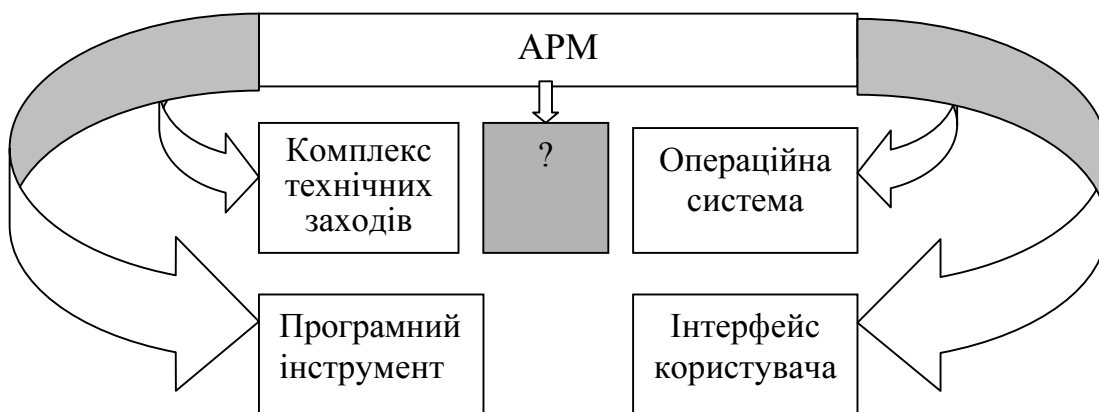 АРМ
Комплекс
технічних
заходів
?
Операційна
система
Програмний
інструмент
Інтерфейс
користувача